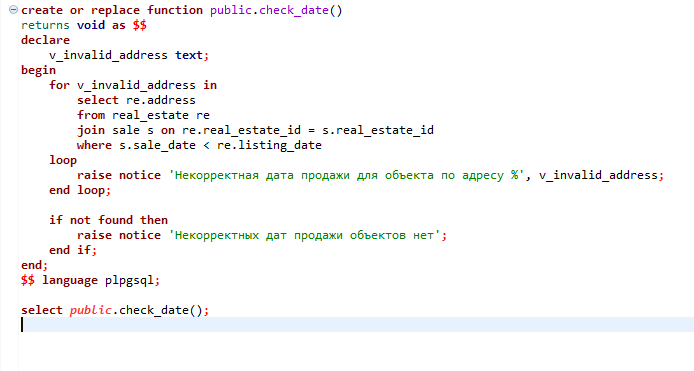 create or replace function public.check_date()
returns void as $$
declare
    v_invalid_address text;
begin
    for v_invalid_address in
        select re.address
        from real_estate re
        join sale s on re.real_estate_id = s.real_estate_id
        where s.sale_date < re.listing_date
    loop
        raise notice 'Некорректная дата продажи для объекта по адресу %', v_invalid_address;
    end loop;

    if not found then
        raise notice 'Некорректных дат продажи объектов нет';
    end if;
end;
$$ language plpgsql;

select public.check_date();